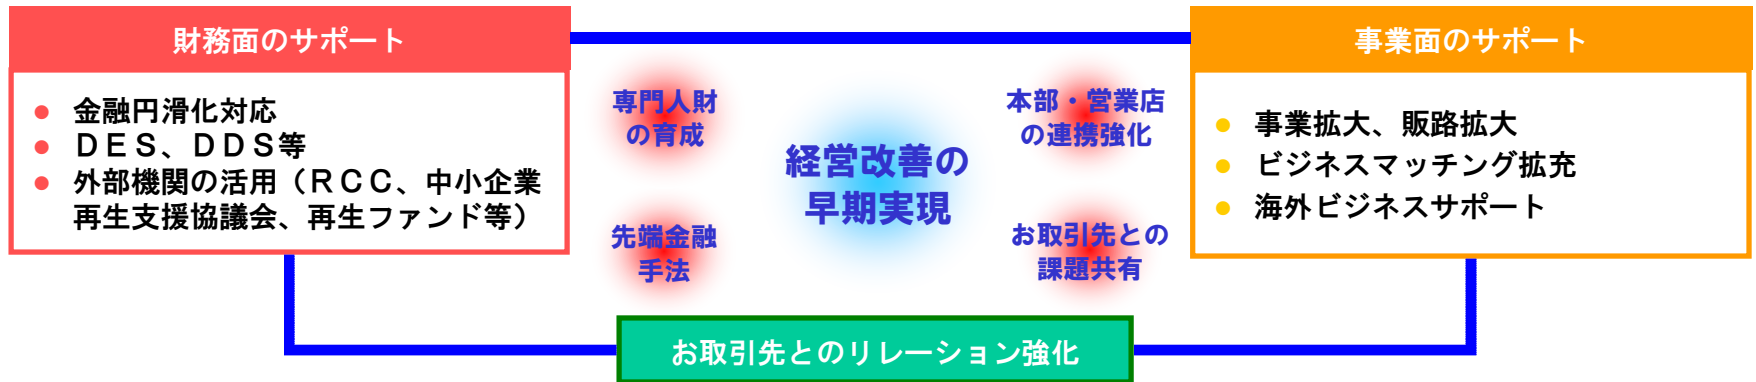 財務面のサポート
● 金融円滑化対応
● ＤＥＳ、ＤＤＳ等
● 外部機関の活用（ＲＣＣ、中小企業
再生支援協議会、再生ファンド等）
専門人財
の育成
先端金融
手法
経営改善の
早期実現
本部・営業店
の連携強化
お取引先との
課題共有
事業面のサポート
● 事業拡大、販路拡大
● ビジネスマッチング拡充
● 海外ビジネスサポート
お取引先とのリレーション強化